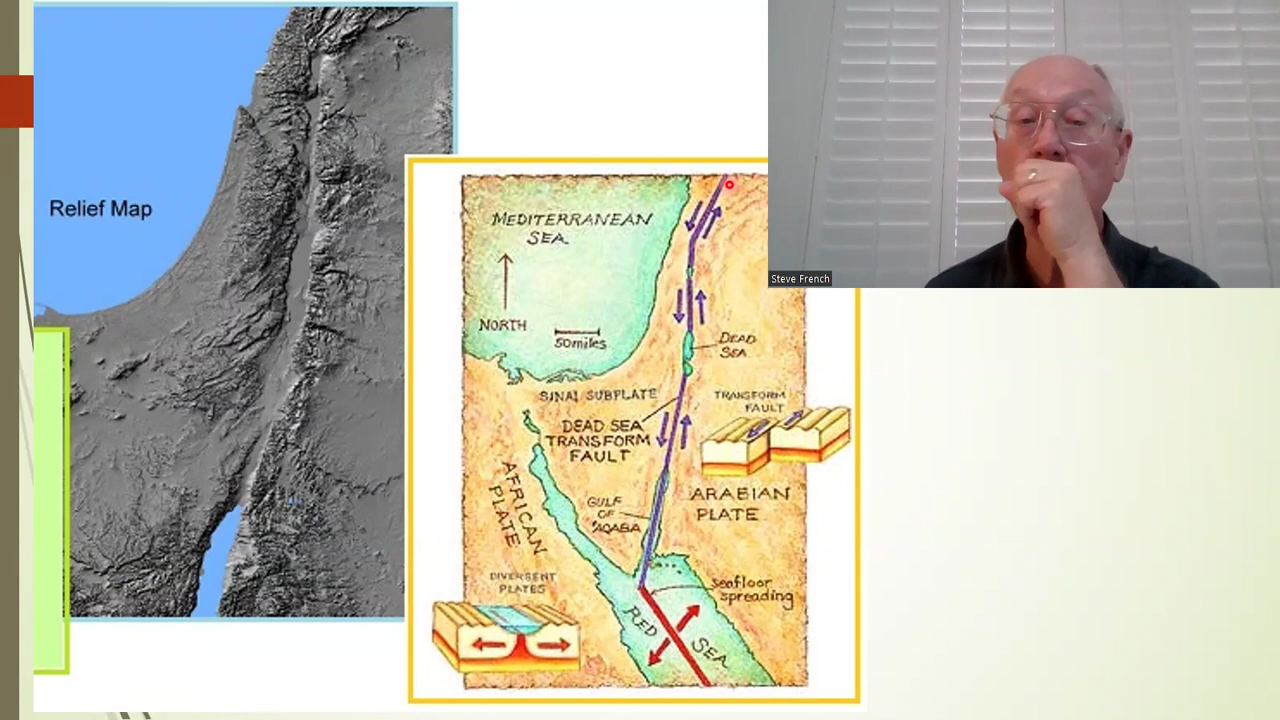 Relief Map
MEDITERRANEAN
SEA
NORTH
50miles
DEAD
SEA
SINAI SUBPLATE
TRANSFORM
FAULT
DEAD SEA
TRANSFORM
FAULT
AFRICAN
PLATE
GULF
OF
'AQABA
ARABIAN
PLATE
DIVERGENT
PLATES
seafloor
spreading
RED
SEA
Steve French